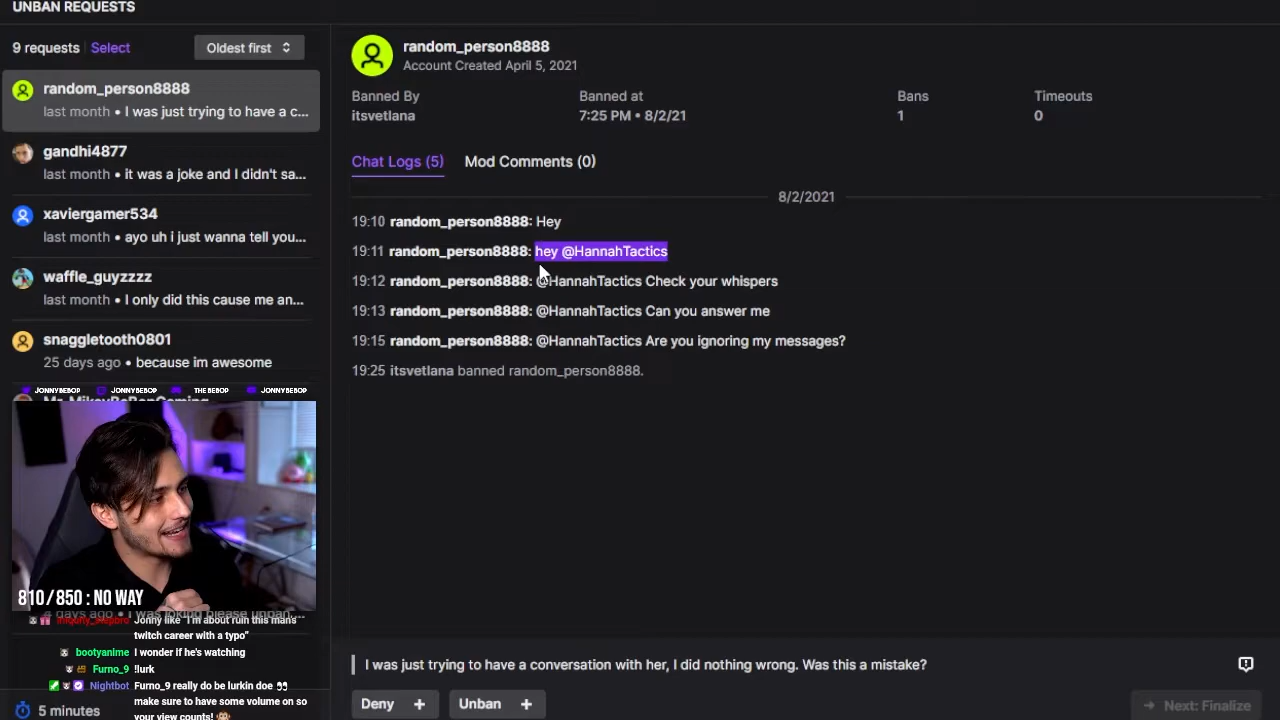 UNBAN REQUESTS
9 requests Select Oldest first
random_person8888
last month • I was just trying to have a c...
gandhi4877
last month • it was a joke and I didn't sa...
xaviergamer534
last month • ayo uh i just wanna tell you...
waffle_guyzzzz
last month • I only did this cause me an...
snaggletooth0801
25 days ago • because im awesome
JONNYBEBOP JONNYBEBOP THE BEBOP JONNYBEBOP
810 / 850 : NO WAY
4 days ago • I was joking please unban
Jonny like "I'm about ruin this man's
twitch career with a typo"
bootyanime I wonder if he's watching
Furno_9 !lurk
Nightbot Furno_9 really do be lurkin doe 👀
make sure to have some volume on so
your view counts!
5 minutes
random_person8888
Account Created April 5, 2021
Banned By Banned at Bans Timeouts
itsvetlana 7:25 PM • 8/2/21 1 0
Chat Logs (5) Mod Comments (0)
8/2/2021
19:10 random_person8888: Hey
19:11 random_person8888: hey @HannahTactics
19:12 random_person8888: @HannahTactics Check your whispers
19:13 random_person8888: @HannahTactics Can you answer me
19:15 random_person8888: @HannahTactics Are you ignoring my messages?
19:25 itsvetlana banned random_person8888.
I was just trying to have a conversation with her, I did nothing wrong. Was this a mistake?
Deny + Unban + → Next: Finalize